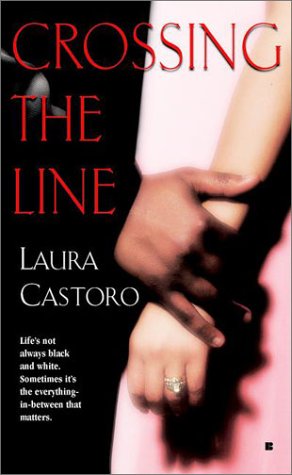 CROSSING
THE
LINE
LAURA
CASTORO
Life's not
always black
and white.
Sometimes it's
the everything-
in-between that
matters.
B